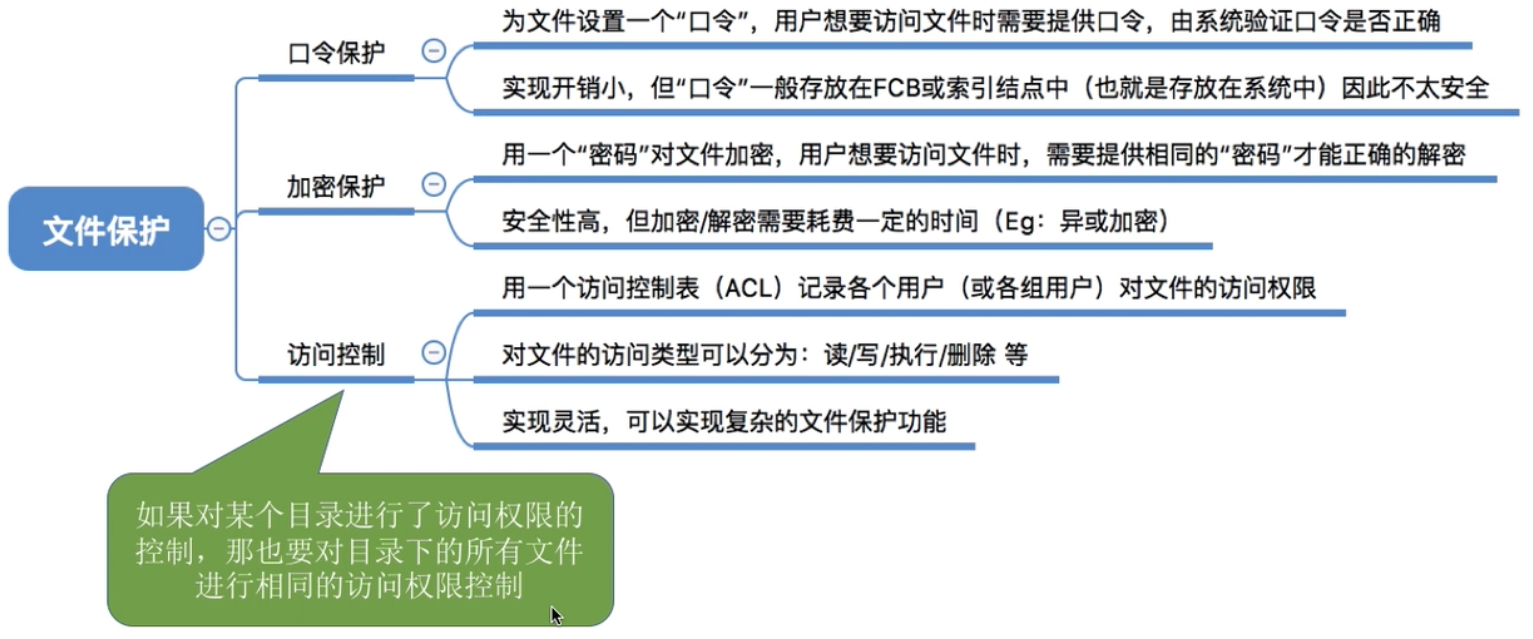 文件保护
口令保护
为文件设置一个“口令”，用户想要访问文件时需要提供口令，由系统验证口令是否正确
实现开销小，但“口令”一般存放在FCB或索引结点中（也就是存放在系统中）因此不太安全
加密保护
用一个“密码”对文件加密，用户想要访问文件时，需要提供相同的“密码”才能正确的解密
安全性高，但加密/解密需要耗费一定的时间（Eg：异或加密）
访问控制
用一个访问控制表（ACL）记录各个用户（或各组用户）对文件的访问权限
对文件的访问类型可以分为：读/写/执行/删除 等
实现灵活，可以实现复杂的文件保护功能
如果对某个目录进行了访问权限的
控制，那也要对目录下的所有文件
进行相同的访问权限控制